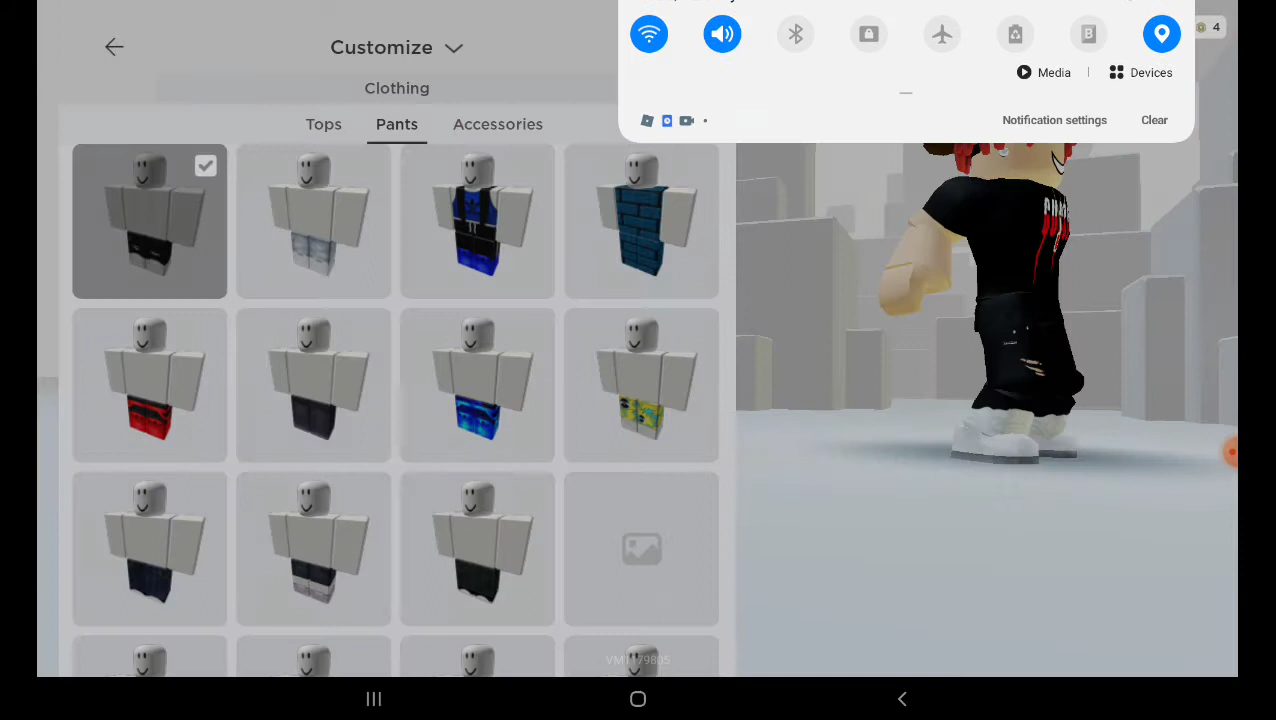 Customize
4
Clothing
Media
Devices
Tops
Pants
Accessories
Notification settings
Clear